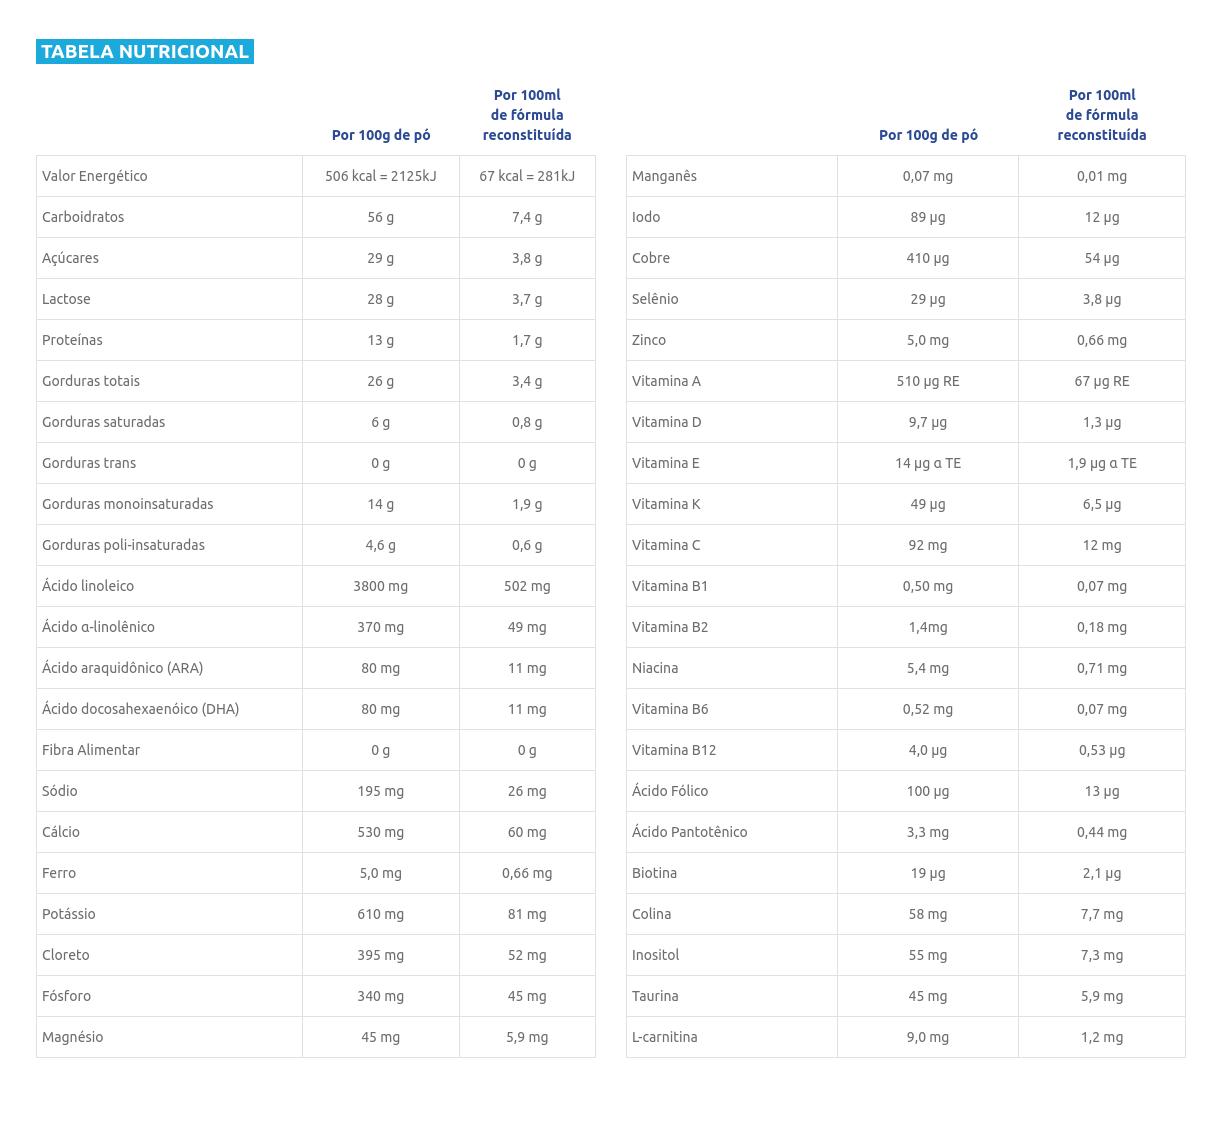 TABELA NUTRICIONAL
Por 100g de pó Por 100ml de fórmula reconstituída
Valor Energético 506 kcal = 2125kJ 67 kcal = 281kJ
Carboidratos 56 g 7,4 g
Açúcares 29 g 3,8 g
Lactose 28 g 3,7 g
Proteínas 13 g 1,7 g
Gorduras totais 26 g 3,4 g
Gorduras saturadas 6 g 0,8 g
Gorduras trans 0 g 0 g
Gorduras monoinsaturadas 14 g 1,9 g
Gorduras poli-insaturadas 4,6 g 0,6 g
Ácido linoleico 3800 mg 502 mg
Ácido α-linolênico 370 mg 49 mg
Ácido araquidônico (ARA) 80 mg 11 mg
Ácido docosahexaenóico (DHA) 80 mg 11 mg
Fibra Alimentar 0 g 0 g
Sódio 195 mg 26 mg
Cálcio 530 mg 60 mg
Ferro 5,0 mg 0,66 mg
Potássio 610 mg 81 mg
Cloreto 395 mg 52 mg
Fósforo 340 mg 45 mg
Magnésio 45 mg 5,9 mg
Por 100g de pó Por 100ml de fórmula reconstituída
Manganês 0,07 mg 0,01 mg
Iodo 89 µg 12 µg
Cobre 410 µg 54 µg
Selênio 29 µg 3,8 µg
Zinco 5,0 mg 0,66 mg
Vitamina A 510 µg RE 67 µg RE
Vitamina D 9,7 µg 1,3 µg
Vitamina E 14 µg α TE 1,9 µg α TE
Vitamina K 49 µg 6,5 µg
Vitamina C 92 mg 12 mg
Vitamina B1 0,50 mg 0,07 mg
Vitamina B2 1,4mg 0,18 mg
Niacina 5,4 mg 0,71 mg
Vitamina B6 0,52 mg 0,07 mg
Vitamina B12 4,0 µg 0,53 µg
Ácido Fólico 100 µg 13 µg
Ácido Pantotênico 3,3 mg 0,44 mg
Biotina 19 µg 2,1 µg
Colina 58 mg 7,7 mg
Inositol 55 mg 7,3 mg
Taurina 45 mg 5,9 mg
L-carnitina 9,0 mg 1,2 mg